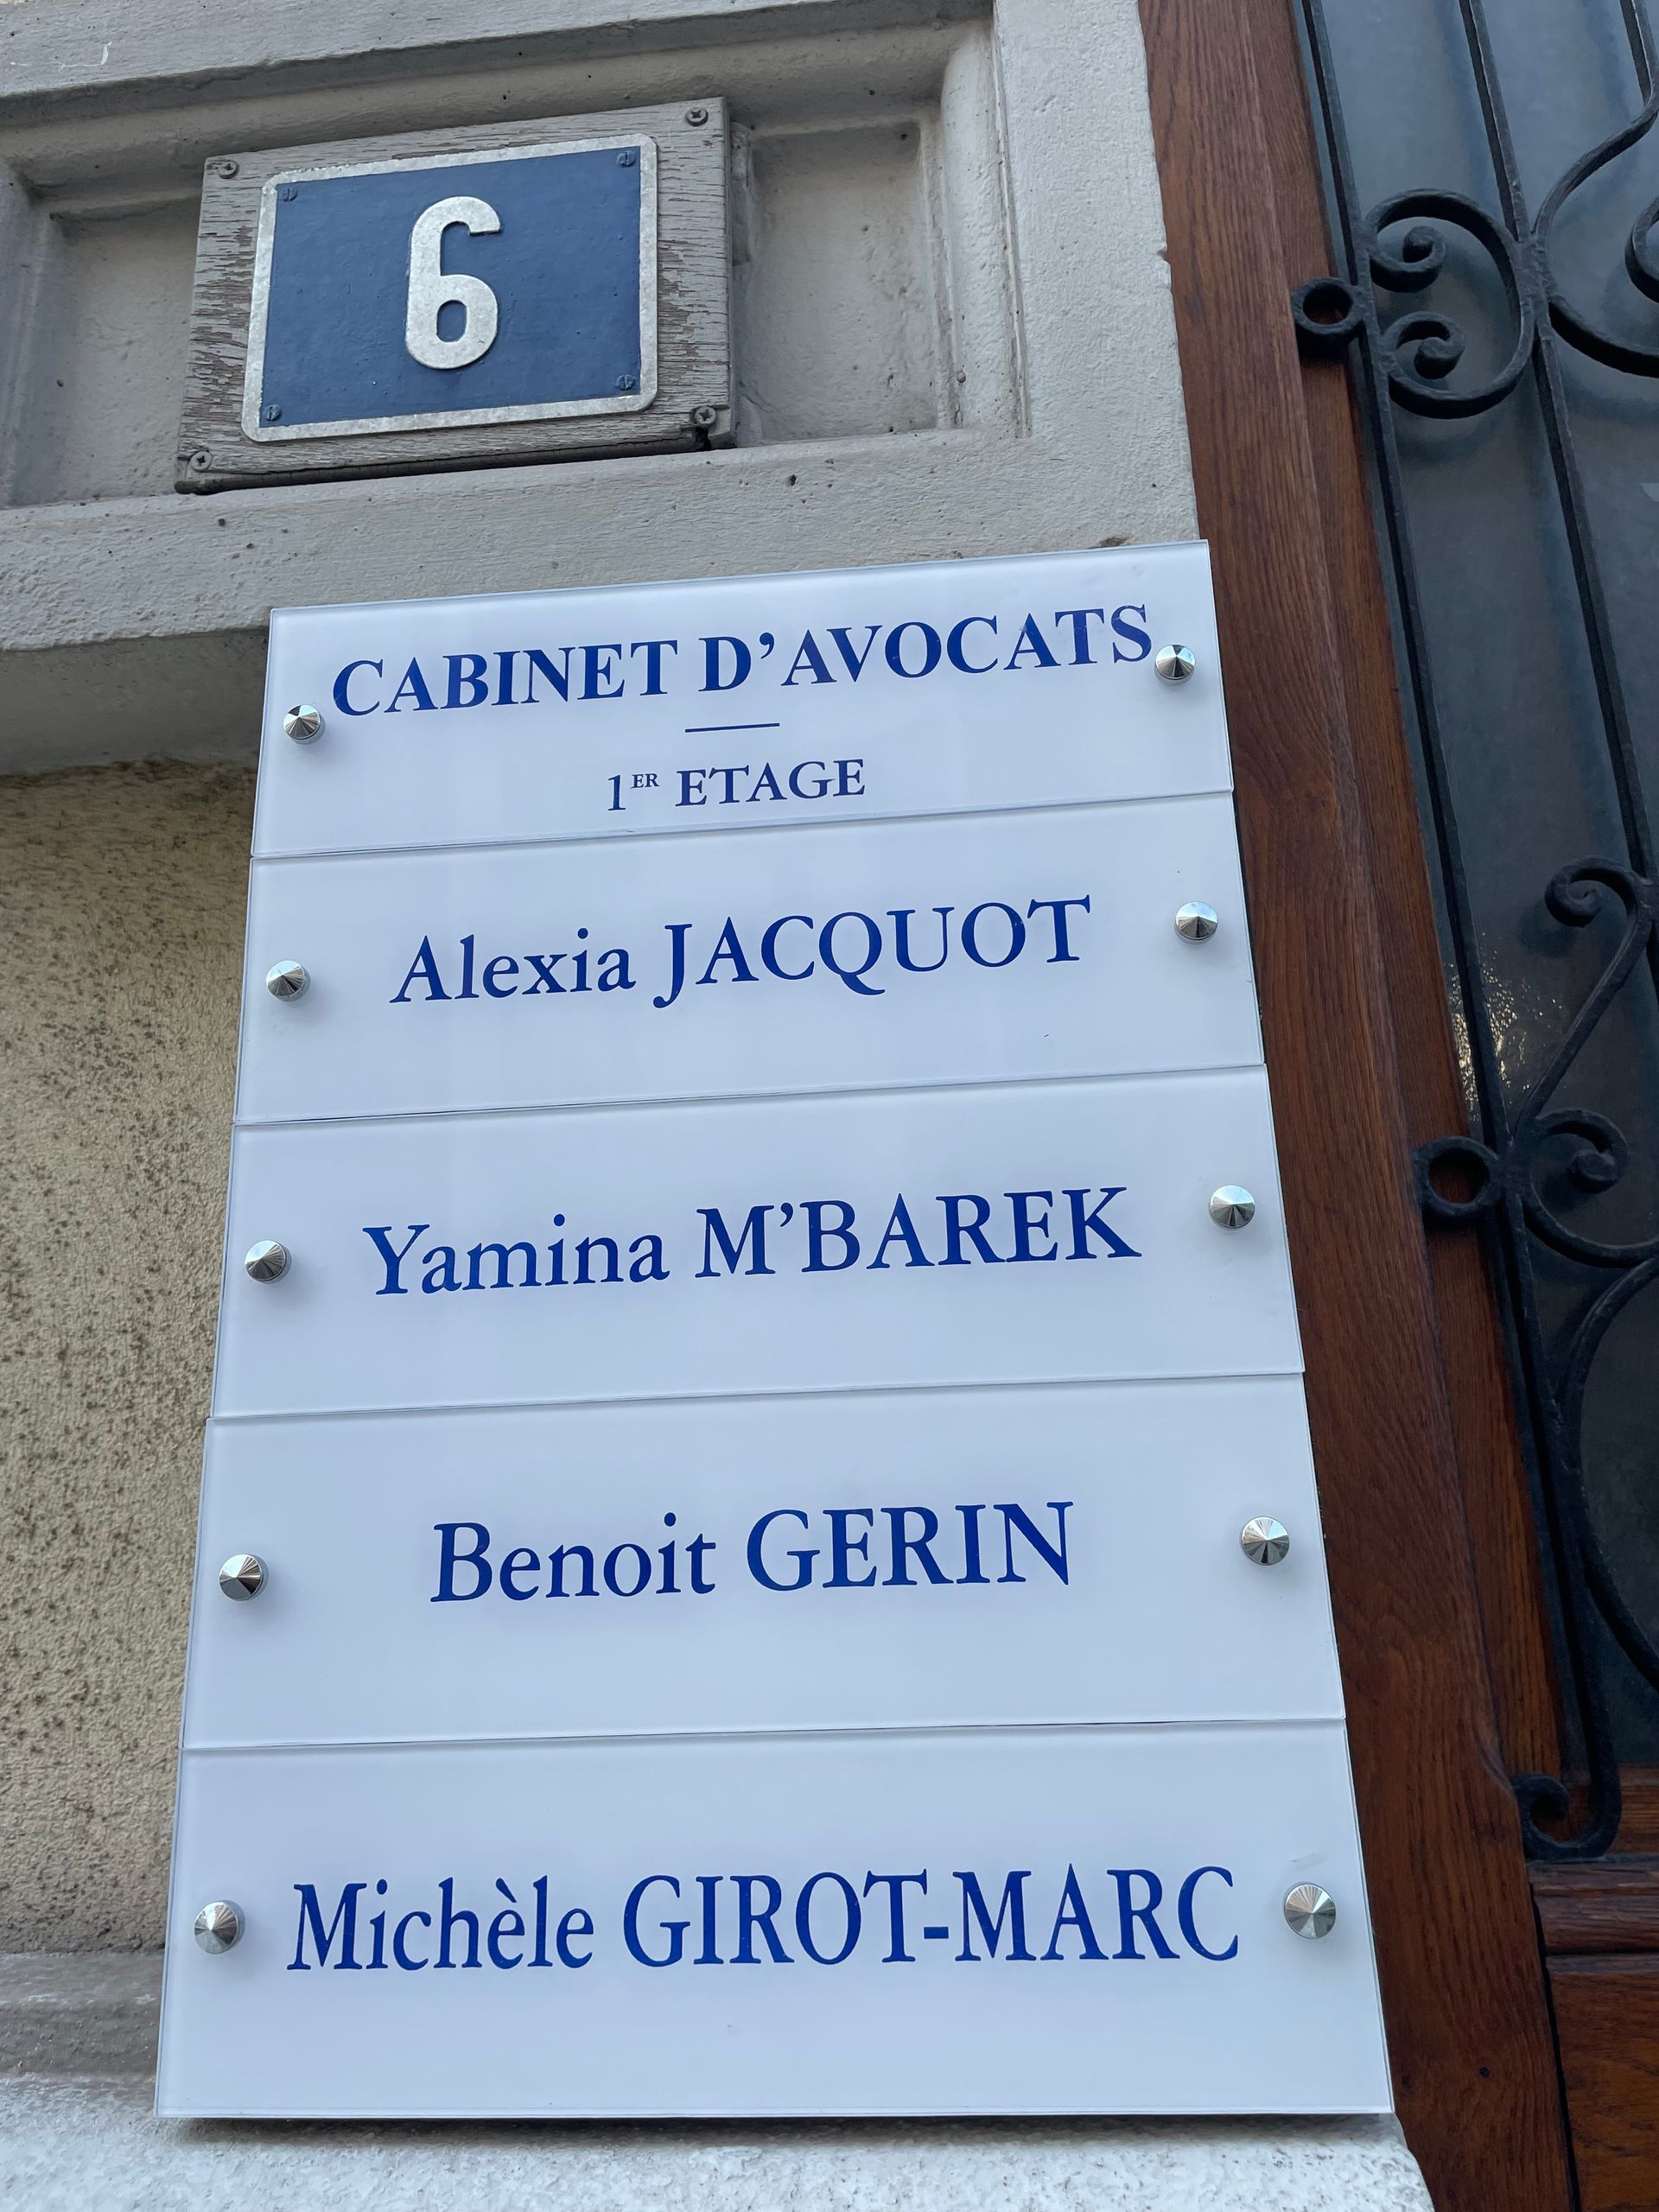 6
CABINET D’AVOCATS
1ER ETAGE
Alexia JACQUOT
Yamina M’BAREK
Benoit GERIN
Michèle GIROT-MARC